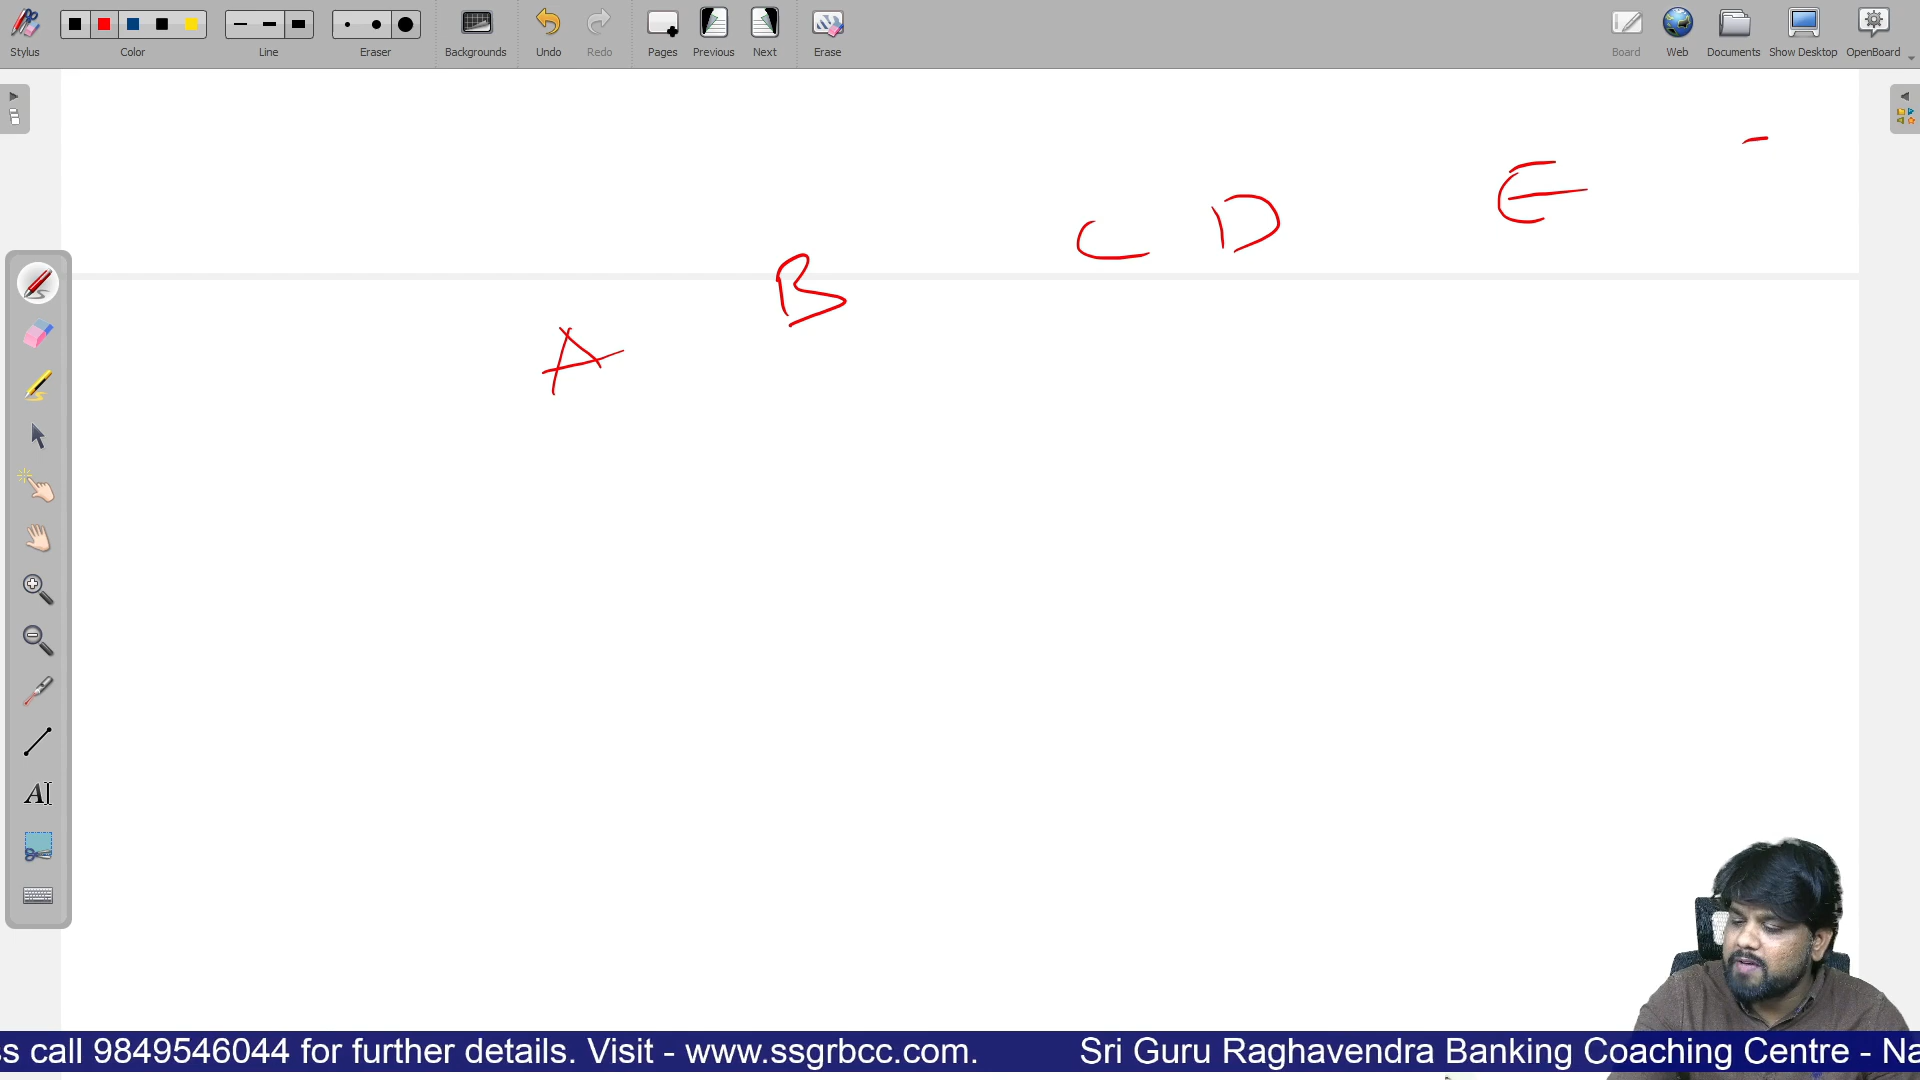 Stylus Color Line Eraser Backgrounds Undo Redo Pages Previous Next Erase Board Web Documents Show Desktop OpenBoard
A B C D E
s call 9849546044 for further details. Visit - www.ssgrbcc.com. Sri Guru Raghavendra Banking Coaching Centre - Na